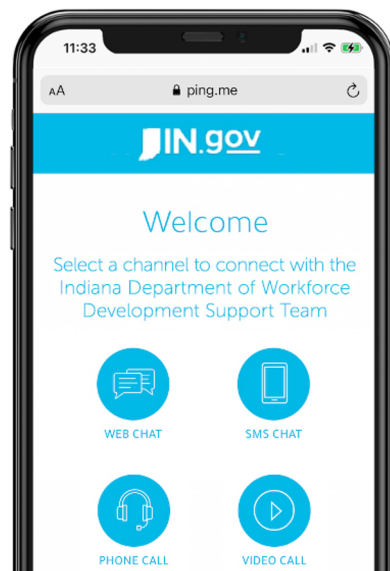 11:33
AA
ping.me
IN.gov
Welcome
Select a channel to connect with the
Indiana Department of Workforce
Development Support Team
WEB CHAT
SMS CHAT
PHONE CALL
VIDEO CALL